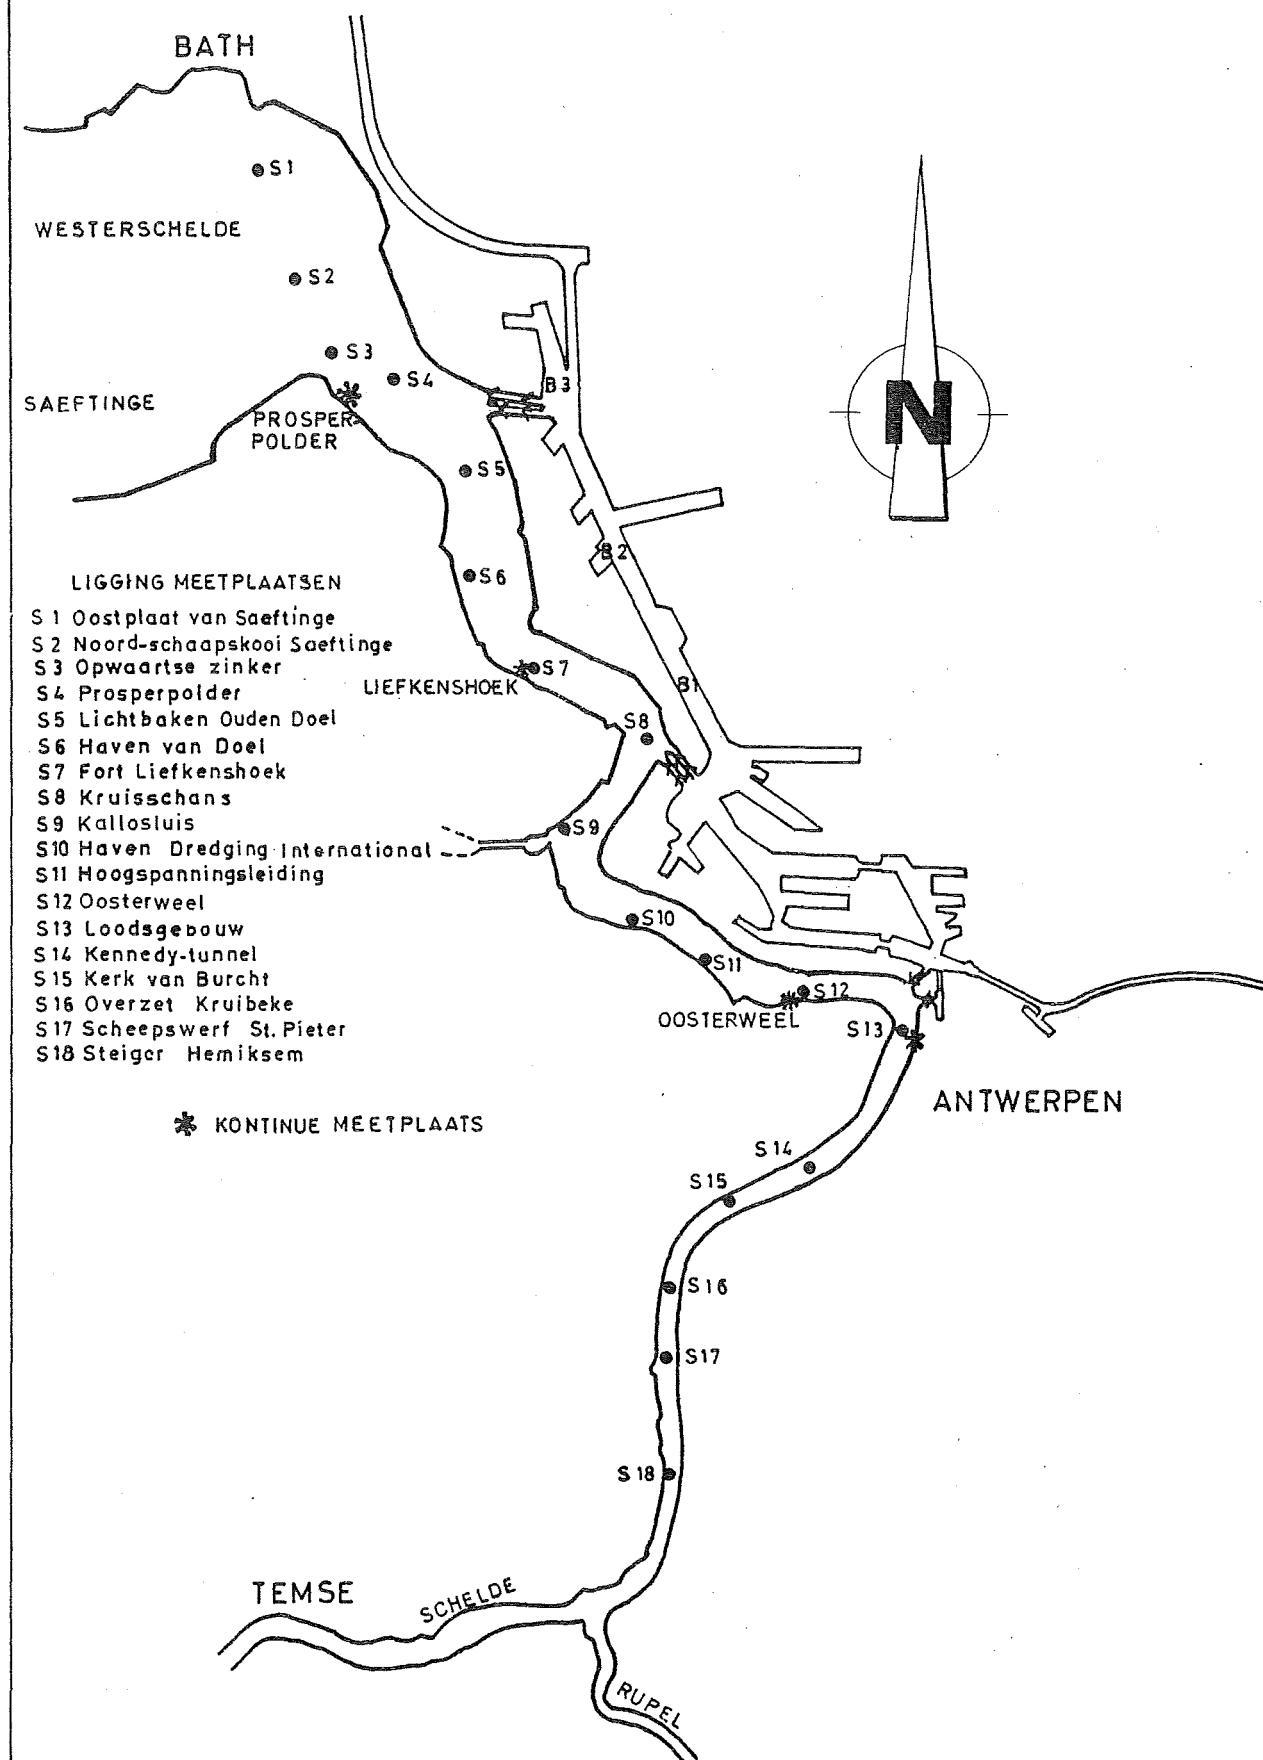 BATH
S1
WESTERSCHELDE
S2
S3
S4
B3
SAEFTINGE
PROSPER-
POLDER
N
S5
B2
S6
LIGGING MEETPLAATSEN
S 1 Oostplaat van Saeftinge
S 2 Noord-schaapskooi Saeftinge
S 3 Opwaartse zinker
S4 Prosperpolder
S5 Lichtbaken Ouden Doel
S6 Haven van Doel
S7 Fort Liefkenshoek
S8 Kruisschans
S9 Kallosluis
S10 Haven Dredging International
S11 Hoogspanningsleiding
S12 Oosterweel
S13 Loodsgebouw
S14 Kennedy-tunnel
S15 Kerk van Burcht
S16 Overzet Kruibeke
S17 Scheepswerf St. Pieter
S18 Steiger Hemiksem
KONTINUE MEETPLAATS
S7
LIEFKENSHOEK
B1
S8
S9
S10
S11
S12
OOSTERWEEL
S13
ANTWERPEN
S14
S15
S16
S17
S18
TEMSE
SCHELDE
RUPEL